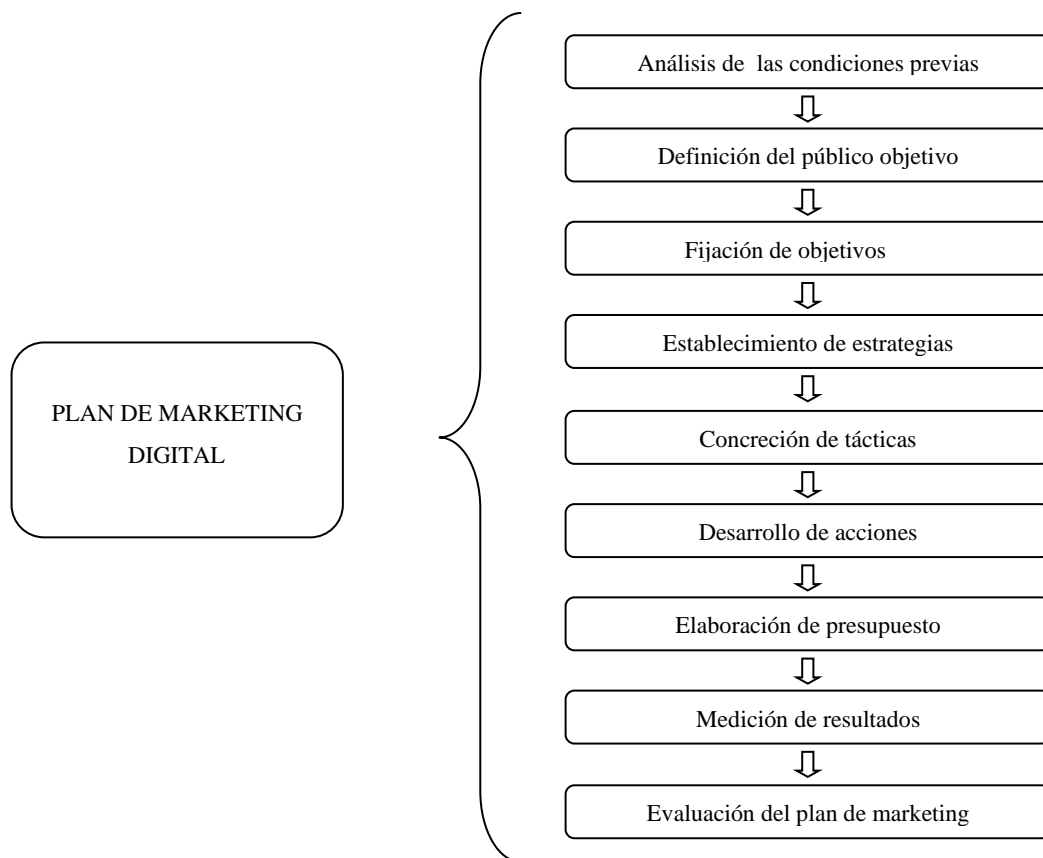 PLAN DE MARKETING
DIGITAL
Análisis de las condiciones previas
Definición del público objetivo
Fijación de objetivos
Establecimiento de estrategias
Concreción de tácticas
Desarrollo de acciones
Elaboración de presupuesto
Medición de resultados
Evaluación del plan de marketing